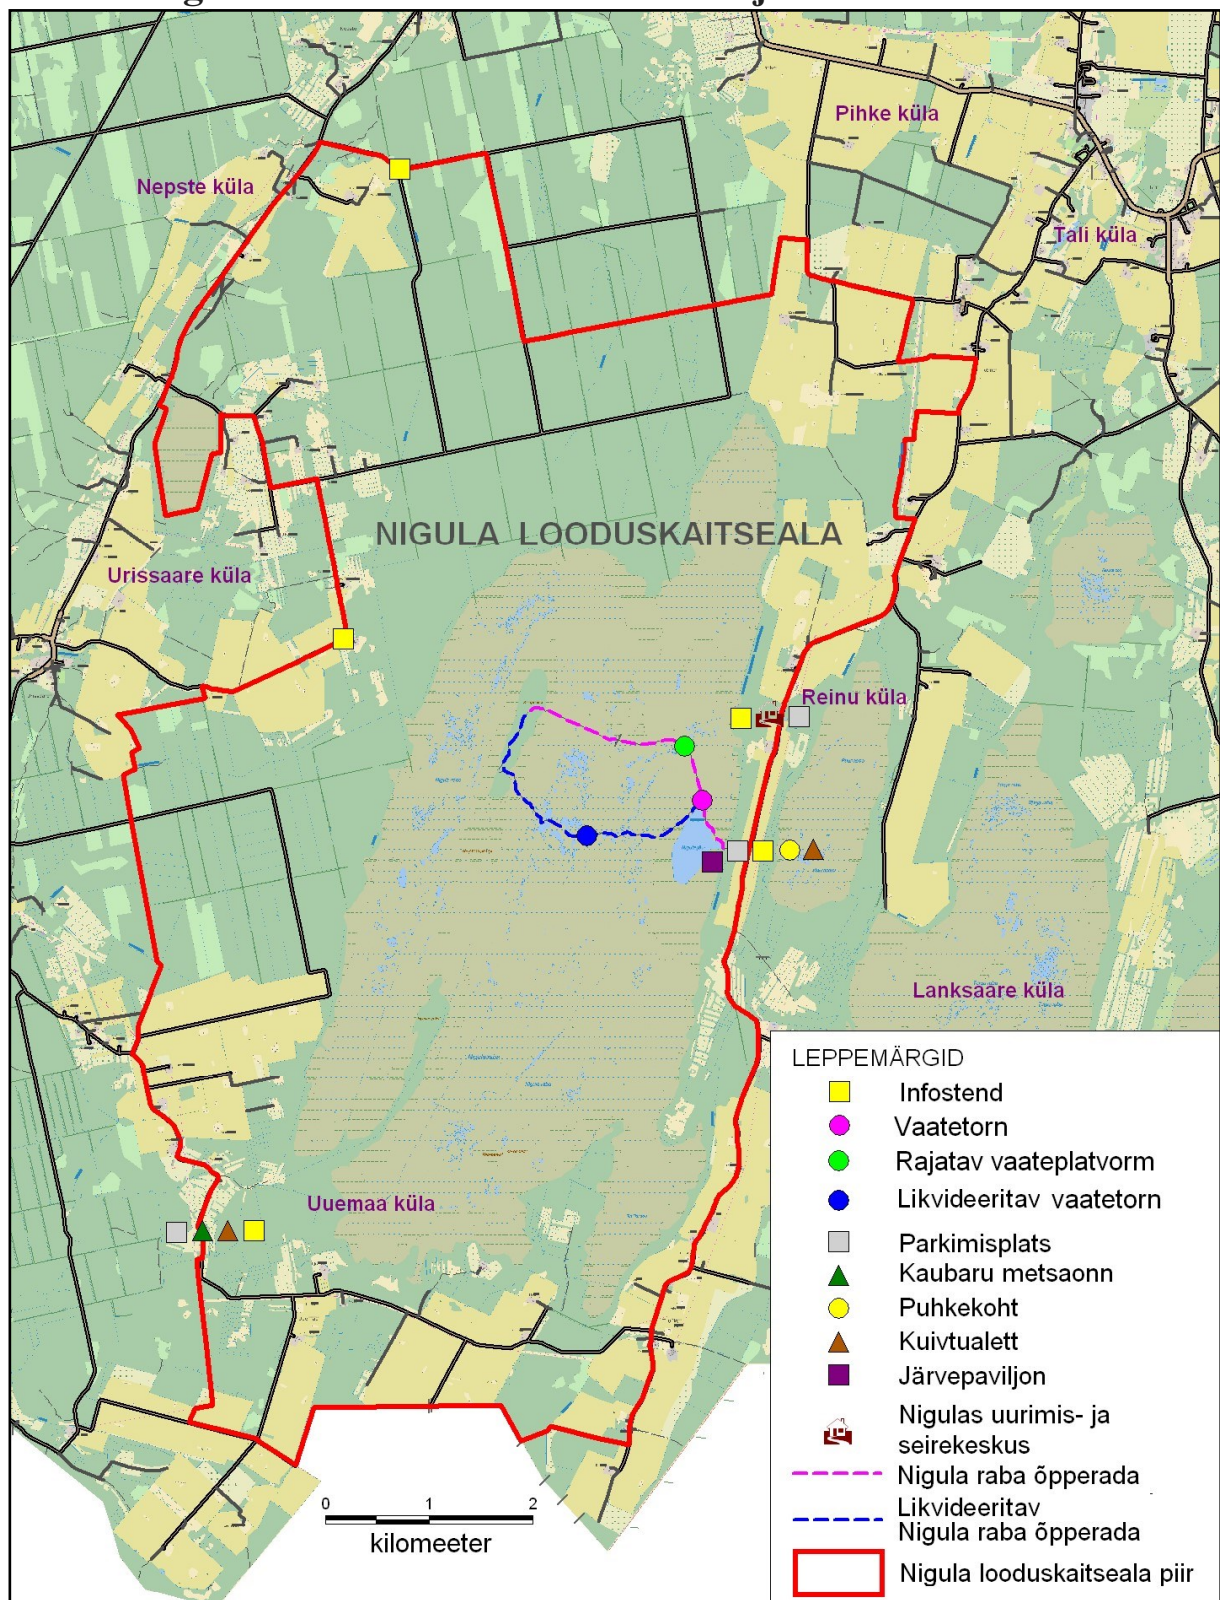 Pihke küla
Nepste küla
Tali küla
NIGULA LOODUSKAITSEALA
Urissaare küla
Reinu küla
Lanksaare küla
Uuemaa küla
LEPPEMÄRGID
Infostend
Vaatetorn
Rajatav vaateplatvorm
Likvideeritav vaatetorn
Parkimisplats
Kaubaru metsaonn
Puhkekoht
Kuivtualett
Järvepaviljon
Nigulas uurimis- ja
seirekeskus
Nigula raba õpperada
Likvideeritav
Nigula raba õpperada
Nigula looduskaitseala piir
0 1 2
kilomeeter